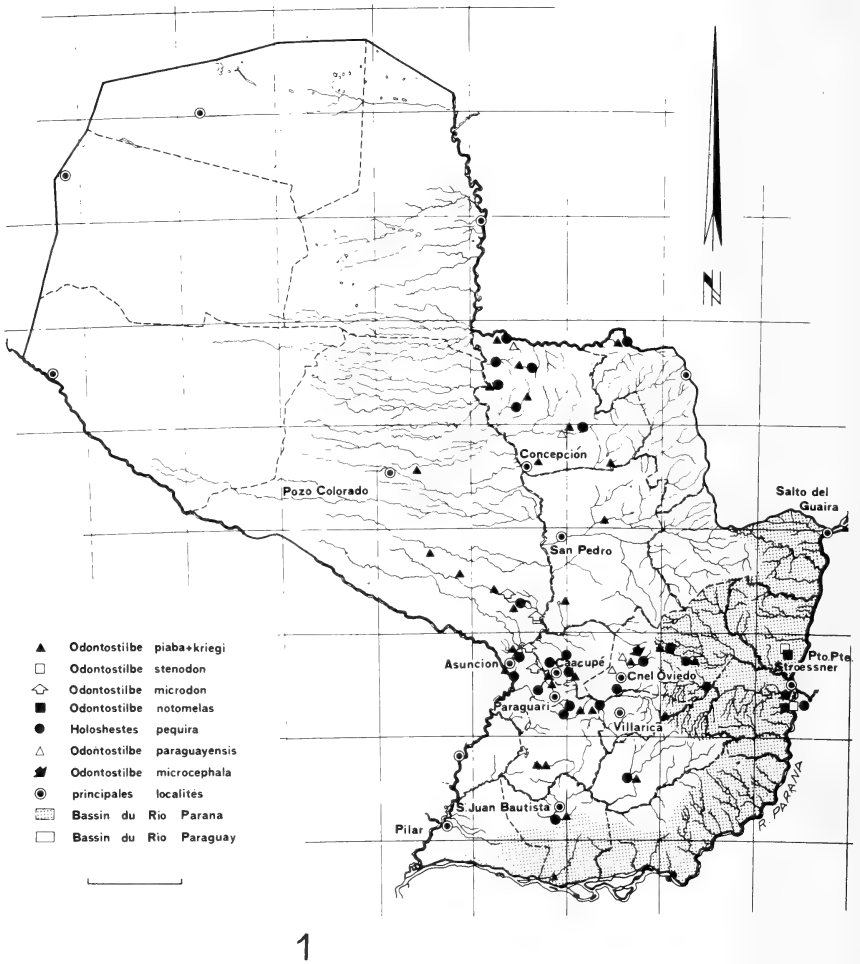 N
Concepción
Pozo Colorado
Salto del
Guaira
San Pedro
Asuncion
Caacupé
Cnel Oviedo
Pto. Pte.
Stroessner
Paraguari
Villarica
S. Juan Bautista
Pilar
R. PARANA
Odontostilbe piaba+kriegi
Odontostilbe stenodon
Odontostilbe microdon
Odontostilbe notomelas
Holoshestes pequira
Odontostilbe paraguayensis
Odontostilbe microcephala
principales localités
Bassin du Rio Parana
Bassin du Rio Paraguay
1